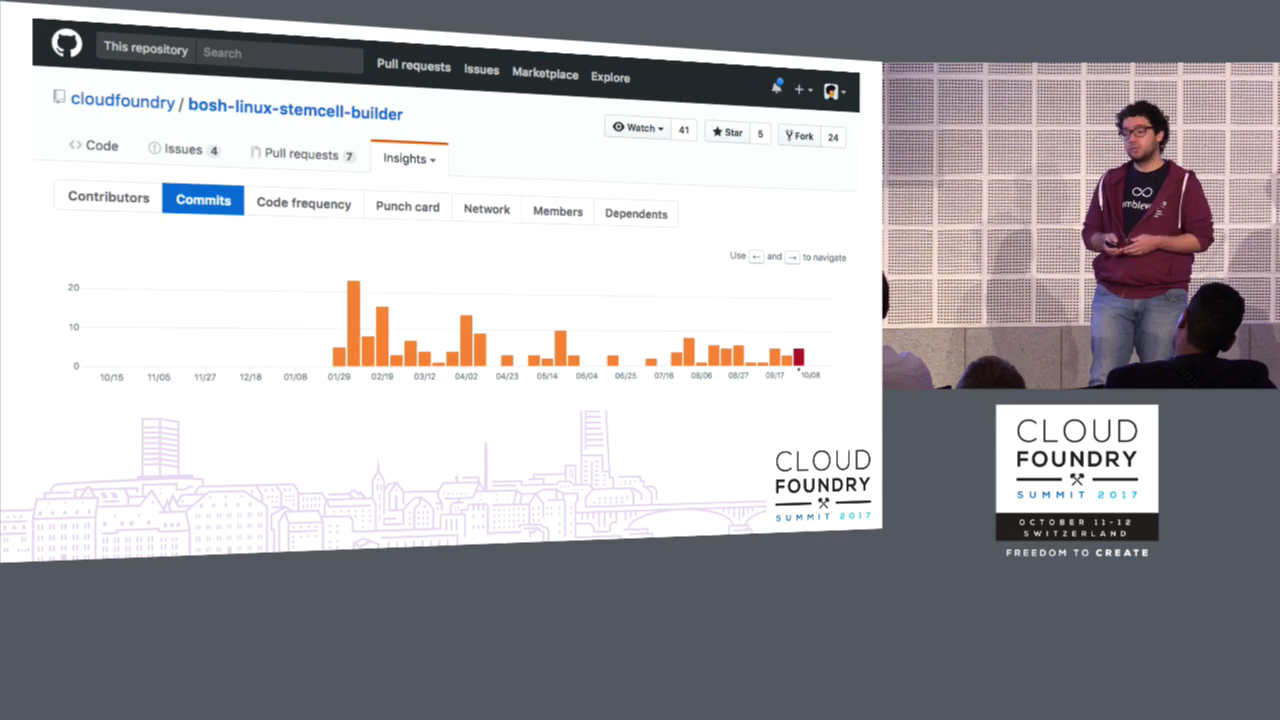 This repository Search Pull requests Issues Marketplace Explore
cloudfoundry / bosh-linux-stemcell-builder
Watch 41 Star 5 Fork 24
Code Issues 4 Pull requests 7 Insights
Contributors Commits Code frequency Punch card Network Members Dependents
Use ← and → to navigate
20
10
0
10/15 11/05 11/27 12/18 01/08 01/29 02/19 03/12 04/02 04/23 05/14 06/04 06/25 07/16 08/06 08/27 09/17 10/08
CLOUD
FOUNDRY
SUMMIT 2017
CLOUD
FOUNDRY
SUMMIT 2017
OCTOBER 11-12
SWITZERLAND
FREEDOM TO CREATE